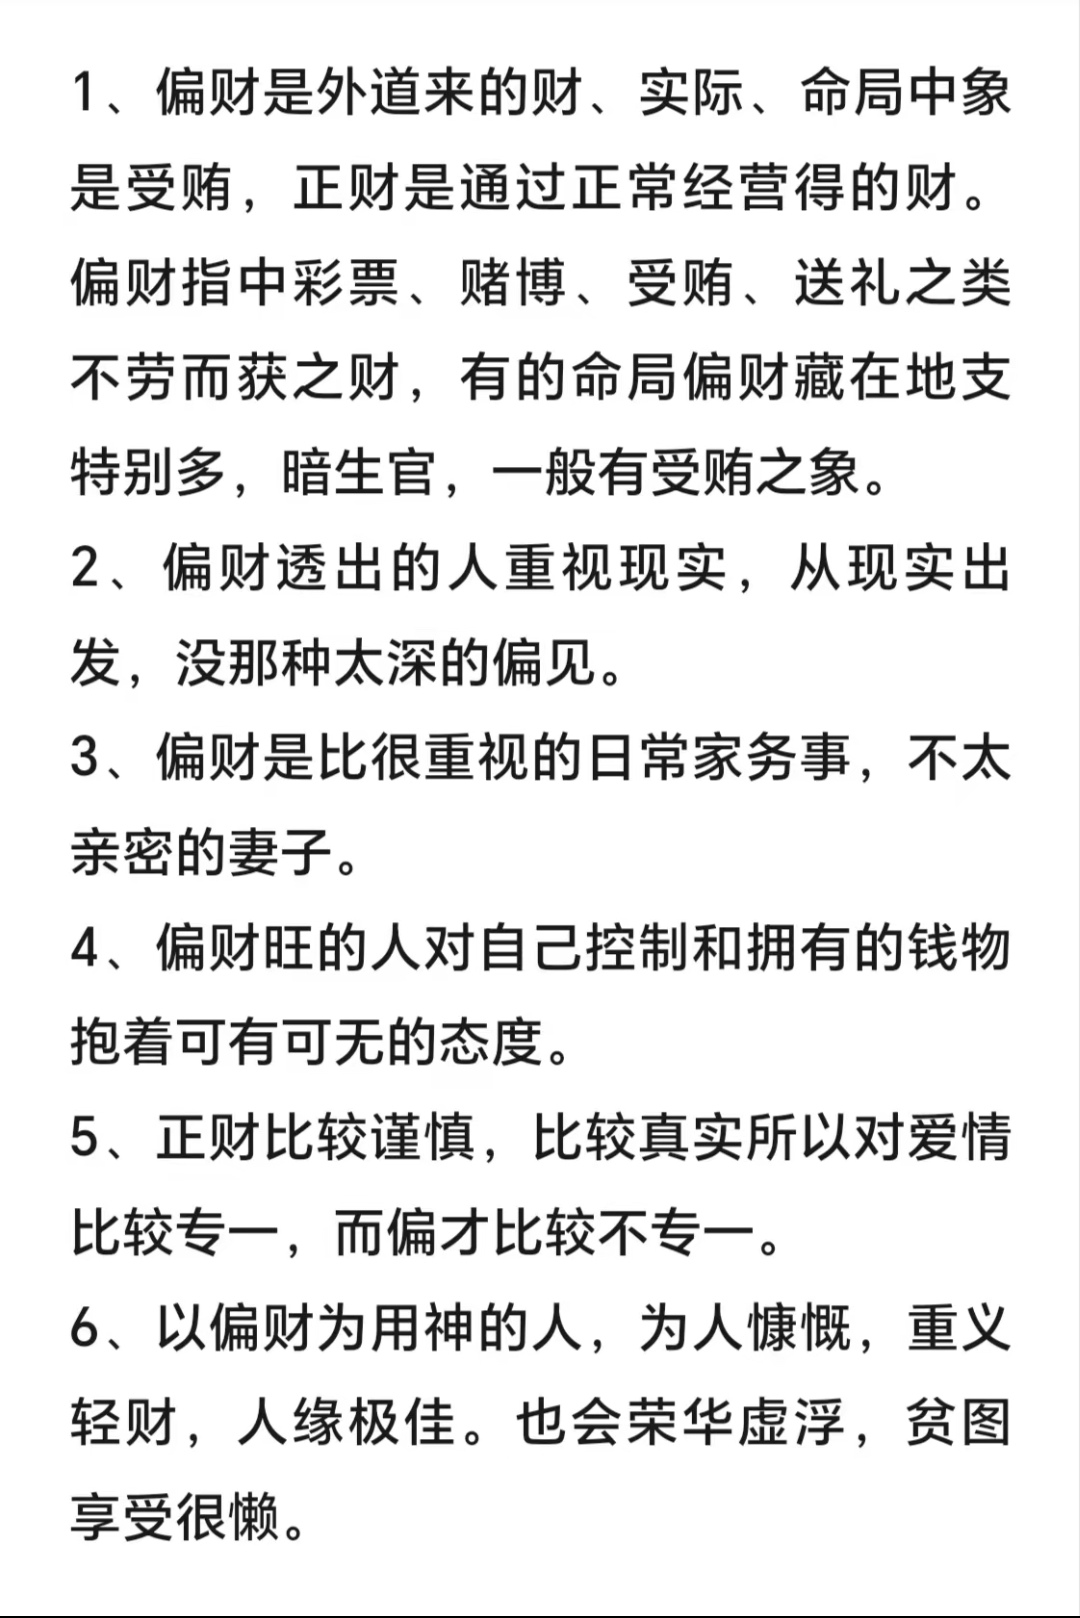 1、偏财是外道来的财、实际、命局中象
是受贿，正财是通过正常经营得的财。
偏财指中彩票、赌博、受贿、送礼之类
不劳而获之财，有的命局偏财藏在地支
特别多，暗生官，一般有受贿之象。
2、偏财透出的人重视现实，从现实出
发，没那种太深的偏见。
3、偏财是比很重视的日常家务事，不太
亲密的妻子。
4、偏财旺的人对自己控制和拥有的钱物
抱着可有可无的态度。
5、正财比较谨慎，比较真实所以对爱情
比较专一，而偏才比较不专一。
6、以偏财为用神的人，为人慷慨，重义
轻财，人缘极佳。也会荣华虚浮，贫图
享受很懒。